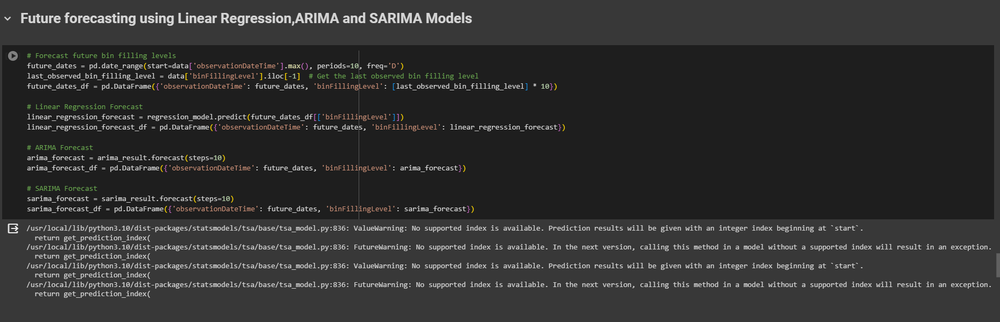 Future forecasting using Linear Regression,ARIMA and SARIMA Models
# Forecast future bin filling levels
future_dates = pd.date_range(start=data['observationDateTime'].max(), periods=10, freq='D')
last_observed_bin_filling_level = data['binFillingLevel'].iloc[-1]  # Get the last observed bin filling level
future_dates_df = pd.DataFrame({'observationDateTime': future_dates, 'binFillingLevel': [last_observed_bin_filling_level] * 10})
# Linear Regression Forecast
linear_regression_forecast = regression_model.predict(future_dates_df[['binFillingLevel']])
linear_regression_forecast_df = pd.DataFrame({'observationDateTime': future_dates, 'binFillingLevel': linear_regression_forecast})
# ARIMA Forecast
arima_forecast = arima_result.forecast(steps=10)
arima_forecast_df = pd.DataFrame({'observationDateTime': future_dates, 'binFillingLevel': arima_forecast})
# SARIMA Forecast
sarima_forecast = sarima_result.forecast(steps=10)
sarima_forecast_df = pd.DataFrame({'observationDateTime': future_dates, 'binFillingLevel': sarima_forecast})
/usr/local/lib/python3.10/dist-packages/statsmodels/tsa/base/tsa_model.py:836: ValueWarning: No supported index is available. Prediction results will be given with an integer index beginning at `start`.
  return get_prediction_index(
/usr/local/lib/python3.10/dist-packages/statsmodels/tsa/base/tsa_model.py:836: FutureWarning: No supported index is available. In the next version, calling this method in a model without a supported index will result in an exception.
  return get_prediction_index(
/usr/local/lib/python3.10/dist-packages/statsmodels/tsa/base/tsa_model.py:836: ValueWarning: No supported index is available. Prediction results will be given with an integer index beginning at `start`.
  return get_prediction_index(
/usr/local/lib/python3.10/dist-packages/statsmodels/tsa/base/tsa_model.py:836: FutureWarning: No supported index is available. In the next version, calling this method in a model without a supported index will result in an exception.
  return get_prediction_index(